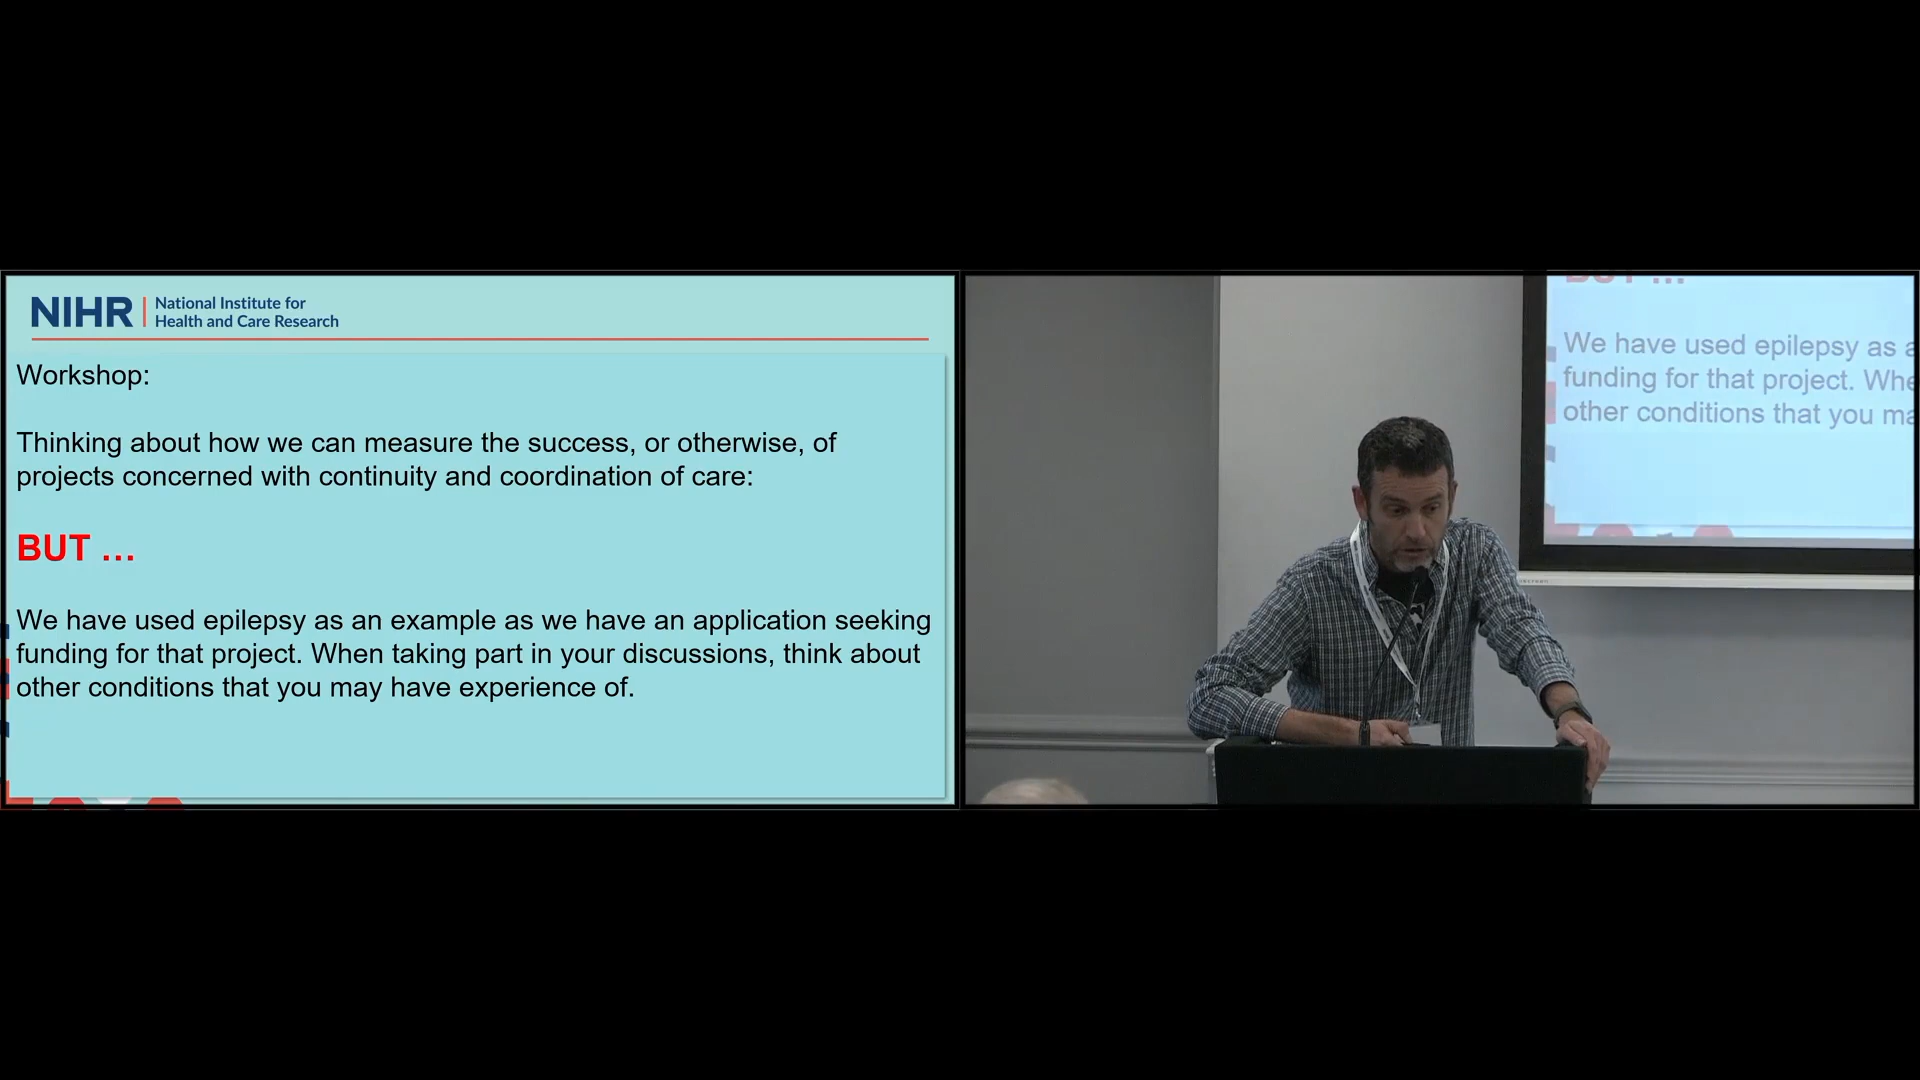 NIHR
National Institute for
Health and Care Research
Workshop:
Thinking about how we can measure the success, or otherwise, of
projects concerned with continuity and coordination of care:
BUT ...
We have used epilepsy as an example as we have an application seeking
funding for that project. When taking part in your discussions, think about
other conditions that you may have experience of.
We have used epilepsy as
funding for that project.
other conditions that you